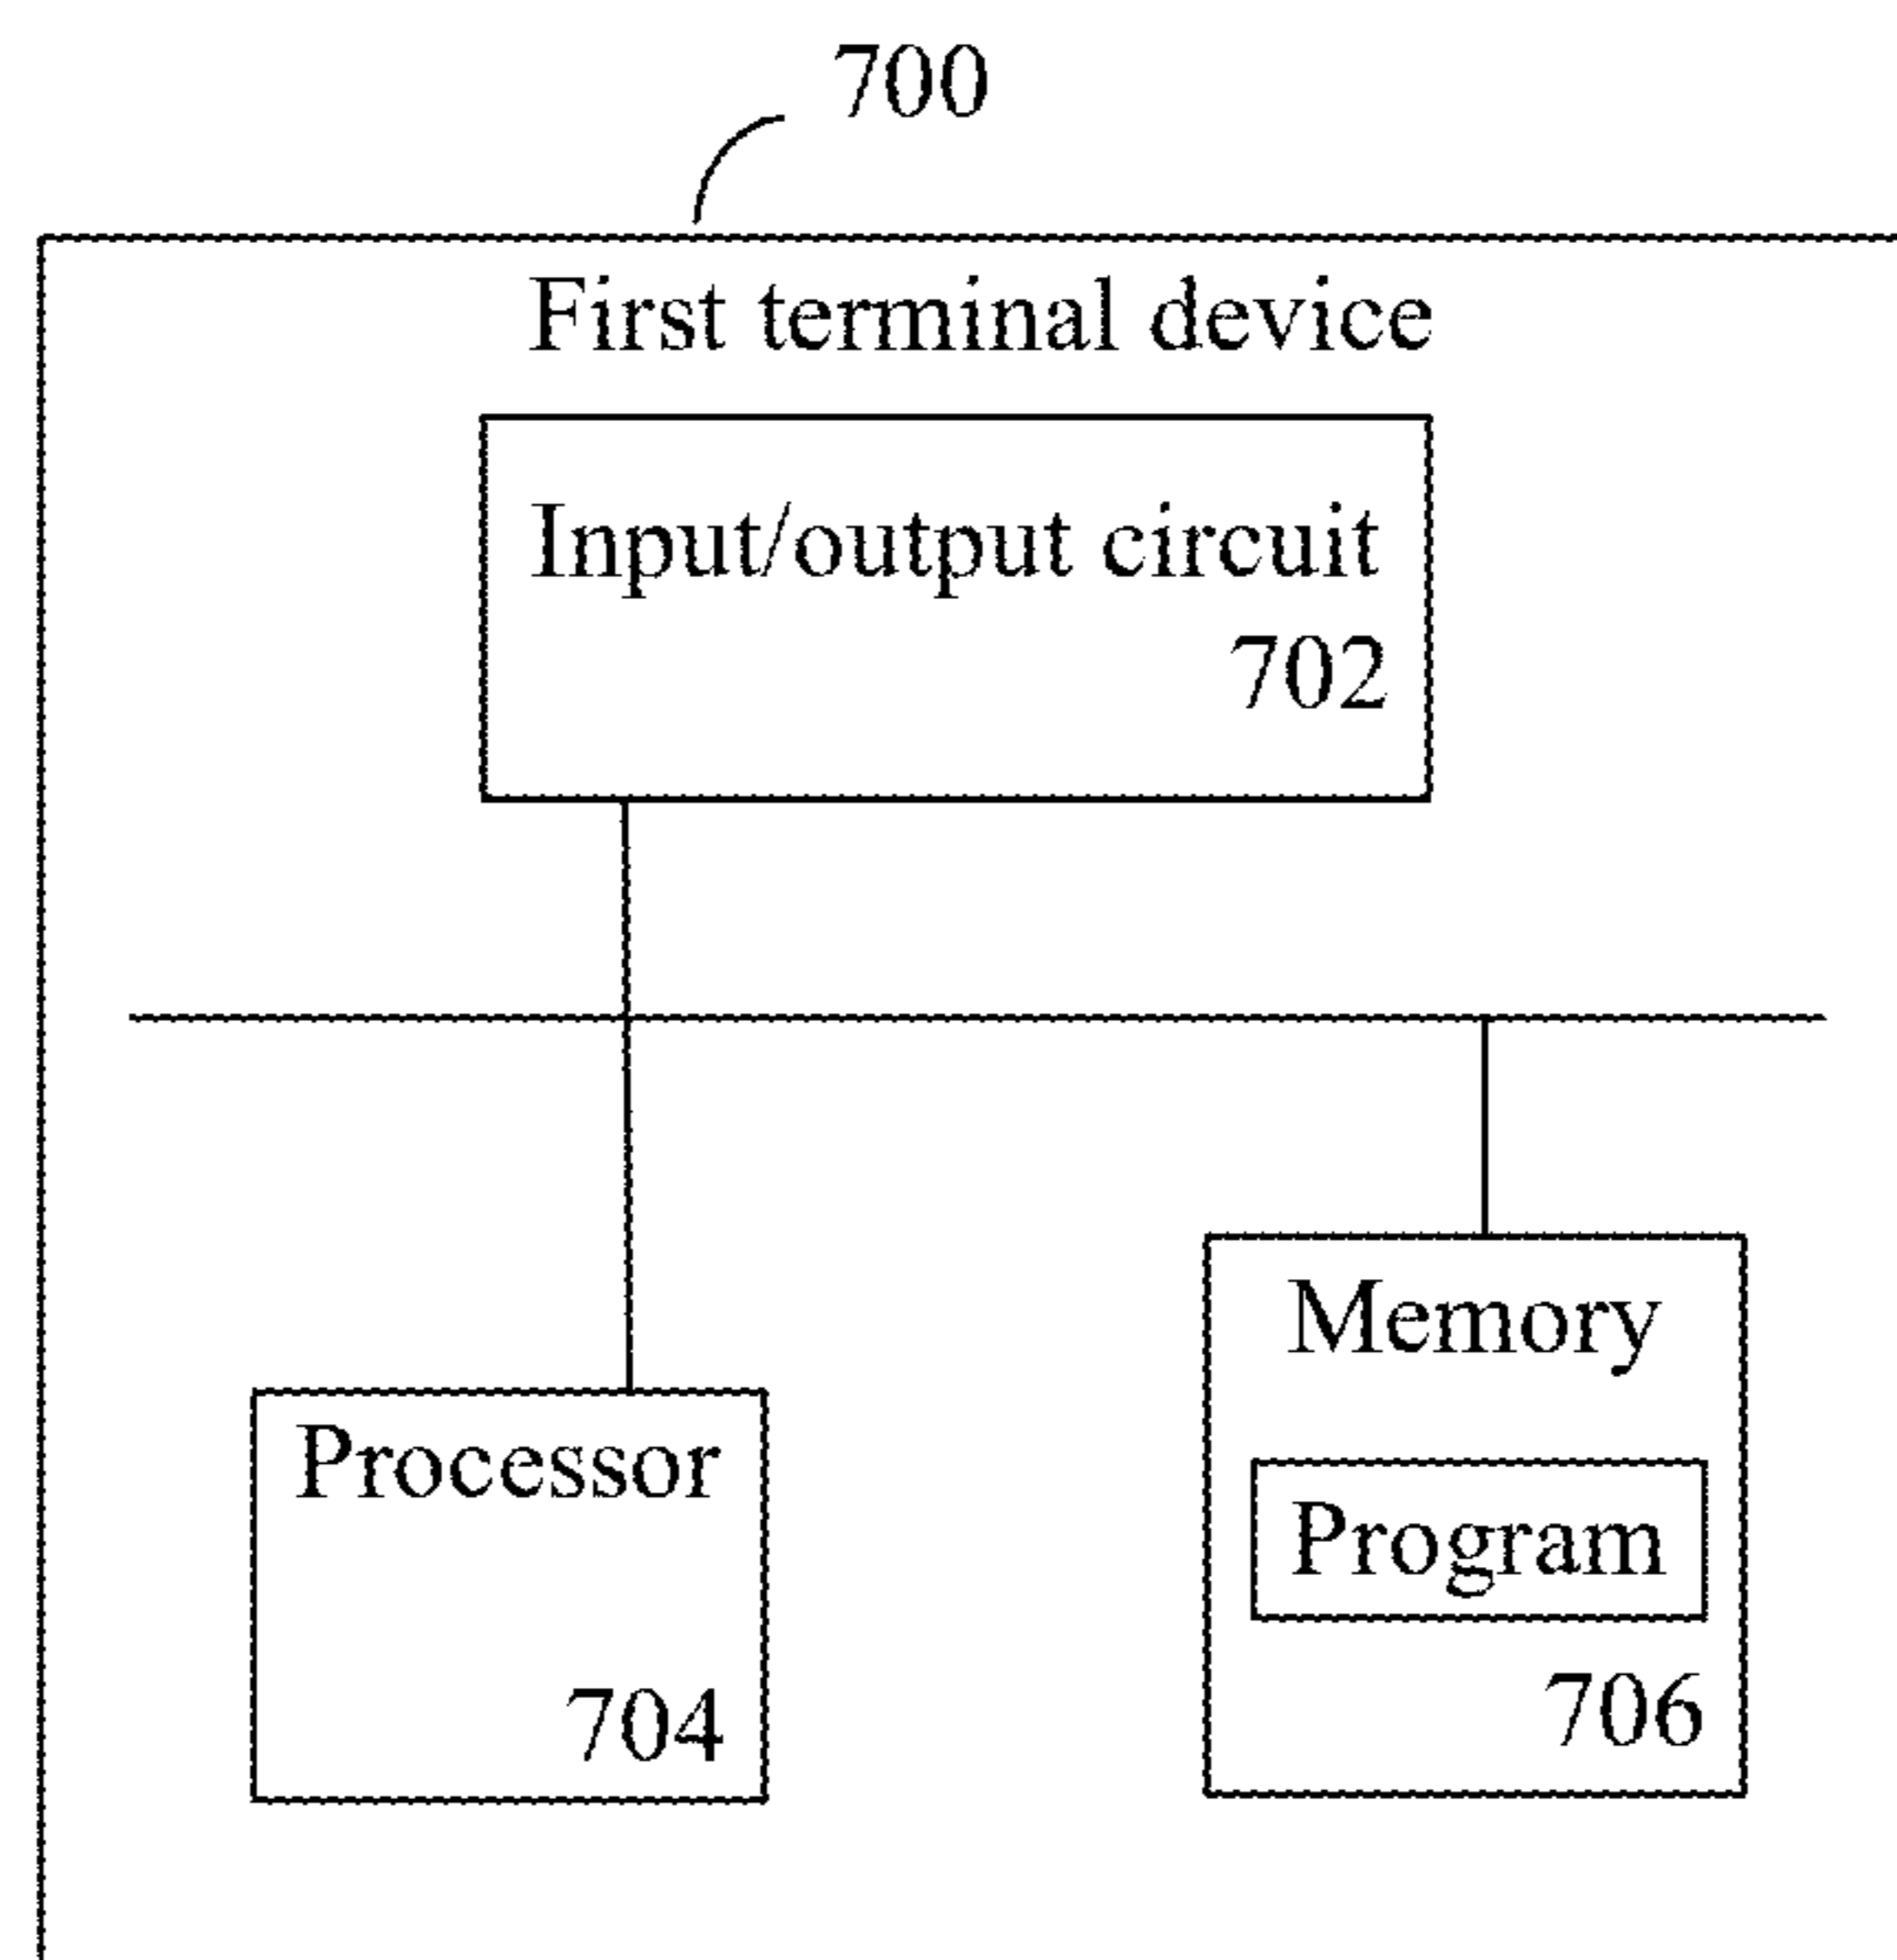 700
First terminal device
Input/output circuit
702
Processor
704
Memory
Program
706